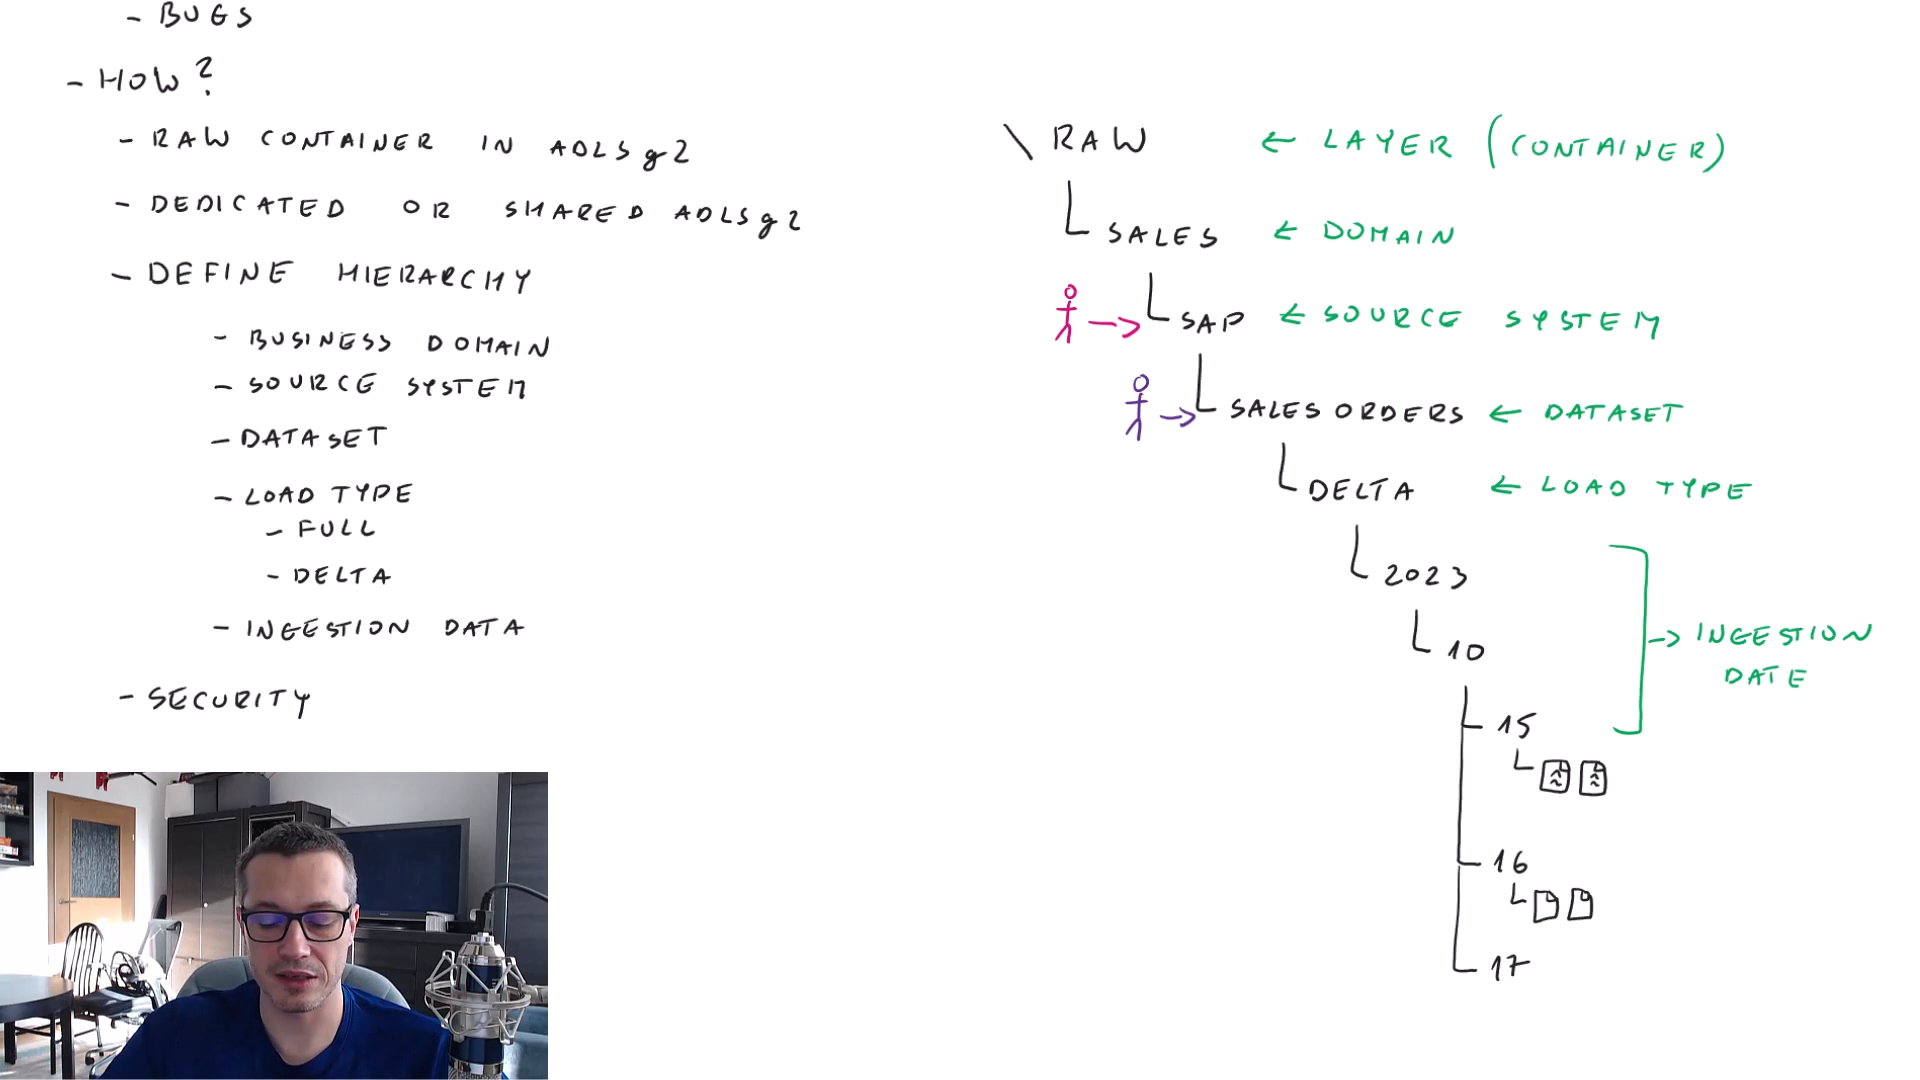 - BUGS
- HOW?
- RAW CONTAINER IN ADLS g2
- DEDICATED OR SHARED ADLS g2
- DEFINE HIERARCHY
- BUSINESS DOMAIN
- SOURCE SYSTEM
- DATASET
- LOAD TYPE
- FULL
- DELTA
- INGESTION DATA
- SECURITY
\ RAW ← LAYER (CONTAINER)
SALES ← DOMAIN
SAP ← SOURCE SYSTEM
SALES ORDERS ← DATASET
DELTA ← LOAD TYPE
2023
10
→ INGESTION
DATE
15
16
17